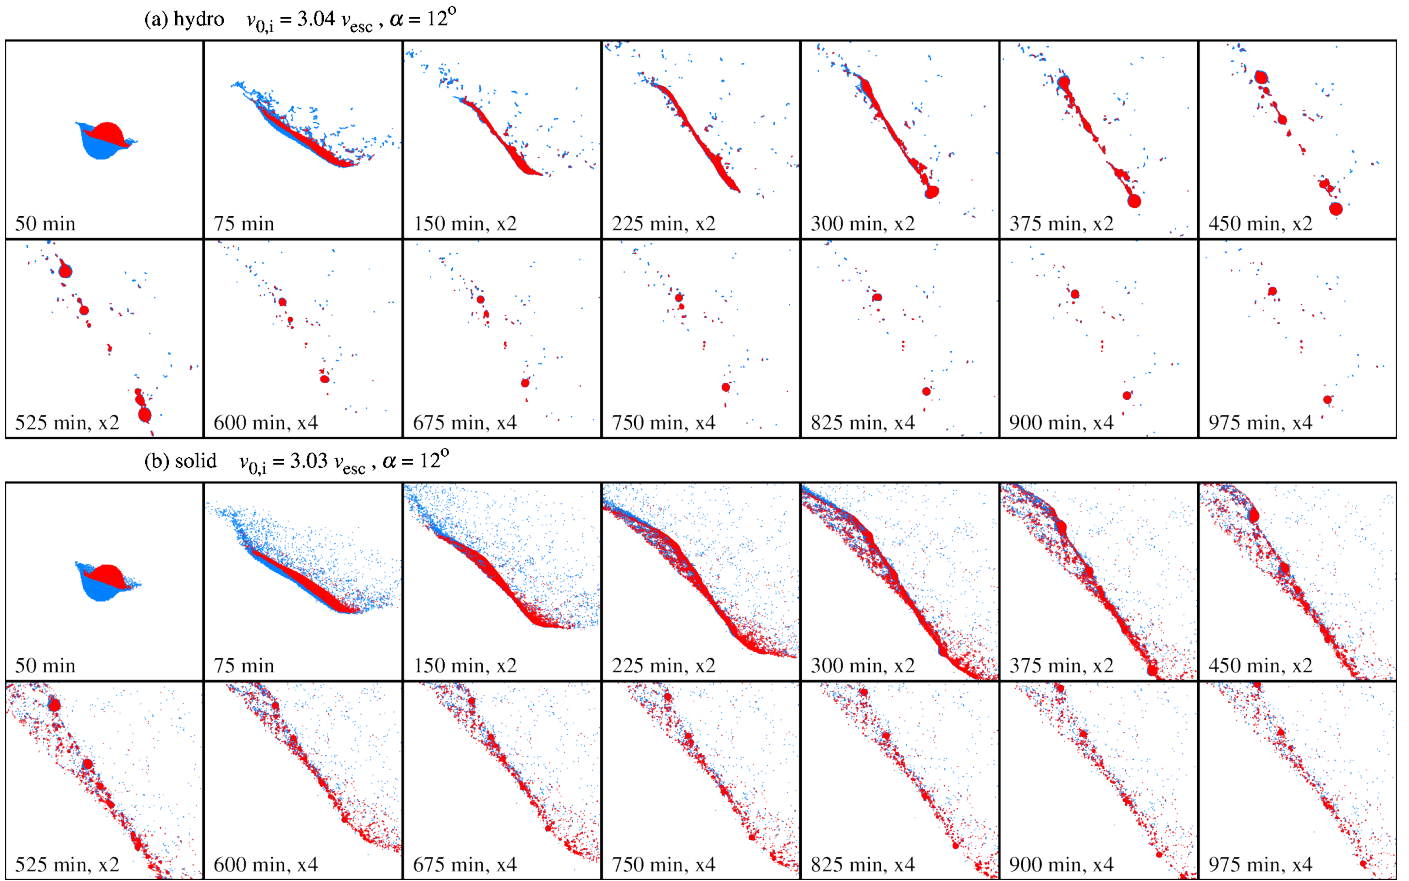 (a) hydro v0,i = 3.04 vesc , α = 12o
50 min
75 min
150 min, x2
225 min, x2
300 min, x2
375 min, x2
450 min, x2
525 min, x2
600 min, x4
675 min, x4
750 min, x4
825 min, x4
900 min, x4
975 min, x4
(b) solid v0,i = 3.03 vesc , α = 12o
50 min
75 min
150 min, x2
225 min, x2
300 min, x2
375 min, x2
450 min, x2
525 min, x2
600 min, x4
675 min, x4
750 min, x4
825 min, x4
900 min, x4
975 min, x4